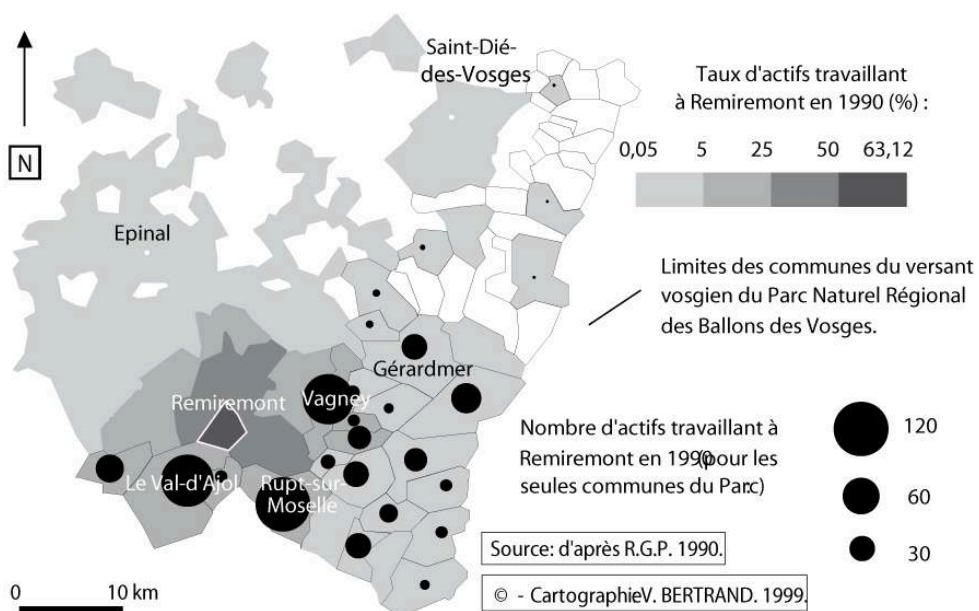 Saint-Dié-
des-Vosges
Taux d'actifs travaillant
à Remiremont en 1990 (%) :
0,05 5 25 50 63,12
N
Epinal
Limites des communes du versant
vosgien du Parc Naturel Régional
des Ballons des Vosges.
Gérardmer
Remiremont
Vagney
Nombre d'actifs travaillant à
Remiremont en 1990 (pour les
seules communes du Parc:)
120
60
30
Le Val-d'Ajol
Rupt-sur-
Moselle
Source: d'après R.G.P. 1990.
© - CartographieV. BERTRAND. 1999.
0 10 km